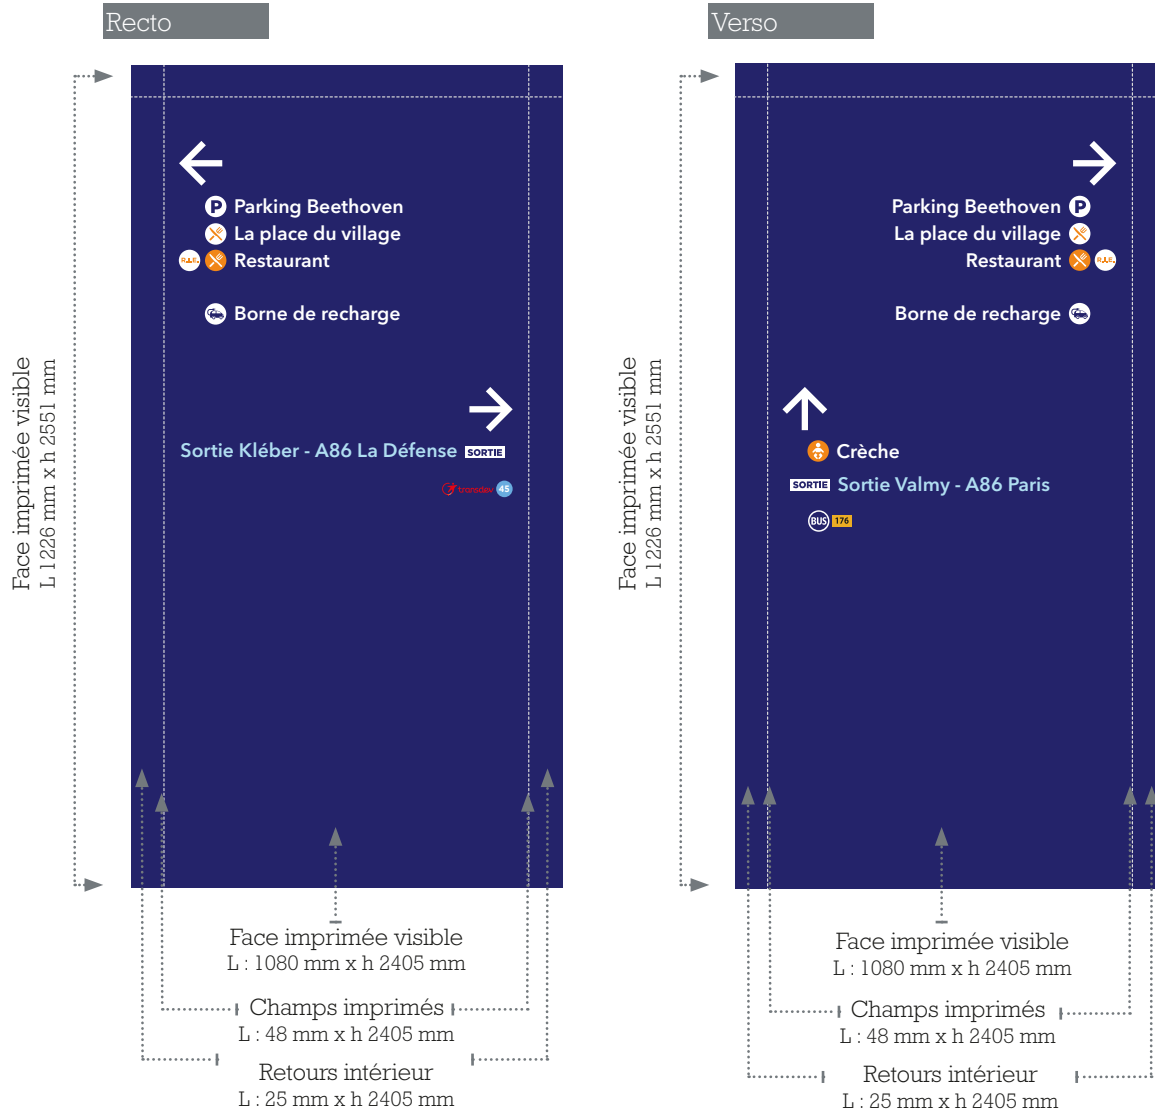 Recto
Face imprimée visible
L 1226 mm x h 2551 mm
P Parking Beethoven
La place du village
R.I.E. Restaurant
Borne de recharge
Sortie Kléber - A86 La Défense SORTIE
transdev 45
Face imprimée visible
L : 1080 mm x h 2405 mm
Champs imprimés
L : 48 mm x h 2405 mm
Retours intérieur
L : 25 mm x h 2405 mm
Verso
Face imprimée visible
L 1226 mm x h 2551 mm
Parking Beethoven P
La place du village
Restaurant R.I.E.
Borne de recharge
Crèche
SORTIE Sortie Valmy - A86 Paris
BUS 176
Face imprimée visible
L : 1080 mm x h 2405 mm
Champs imprimés
L : 48 mm x h 2405 mm
Retours intérieur
L : 25 mm x h 2405 mm